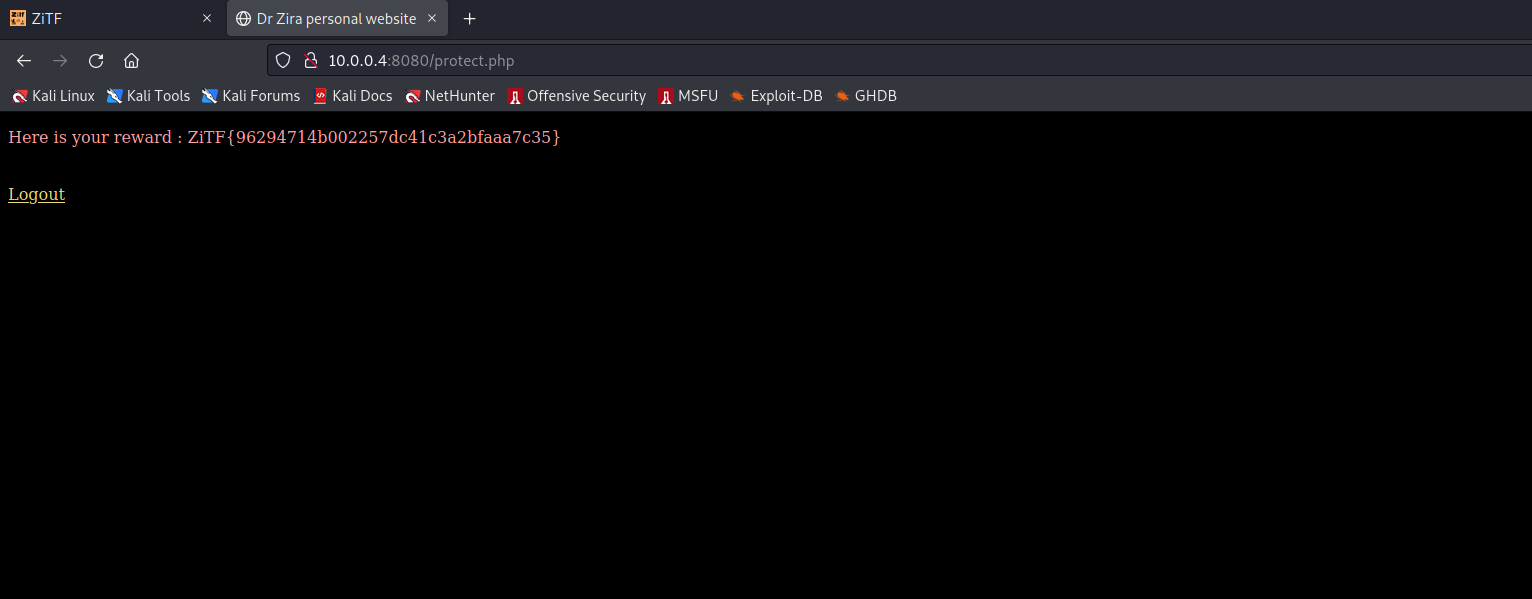 ZiTF
Dr Zira personal website
10.0.0.4:8080/protect.php
Kali Linux Kali Tools Kali Forums Kali Docs NetHunter Offensive Security MSFU Exploit-DB GHDB
Here is your reward : ZiTF{96294714b002257dc41c3a2bfaaa7c35}
Logout